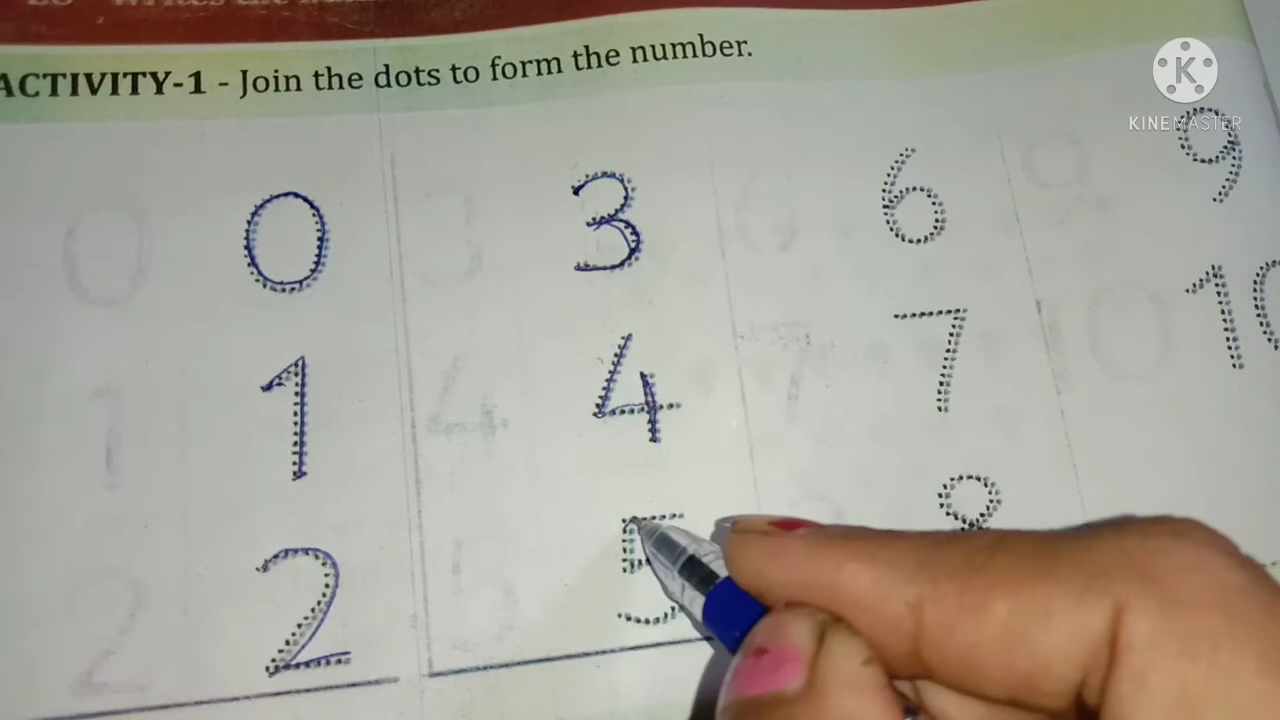 ACTIVITY-1 - Join the dots to form the number.
K
KINEMASTER
0 3 6 9
1 4 7 10
2 5 8